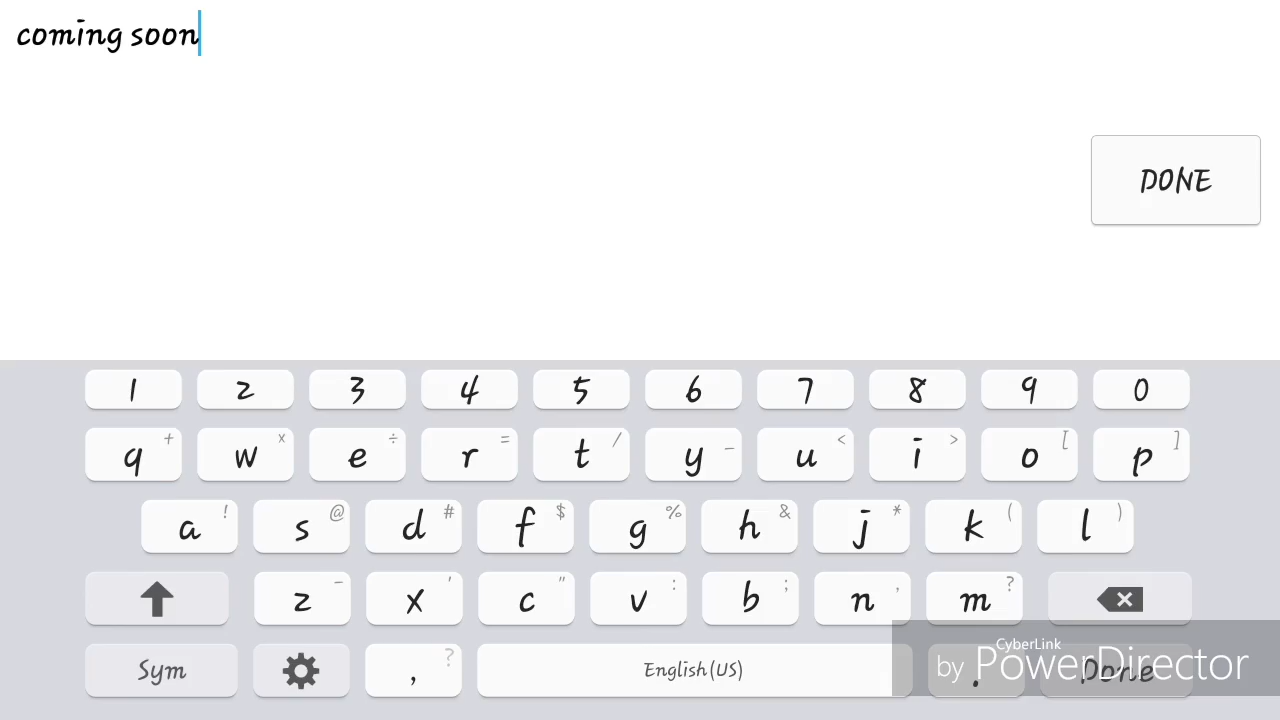 coming soon
DONE
1 2 3 4 5 6 7 8 9 0
q + w x e ÷ r = t / y _ u < i > o [ p ]
a ! s @ d # f $ g % h & j * k ( l )
z - x ' c " v : b ; n , m ?
Sym , ? English(US) . Done
CyberLink
by PowerDirector